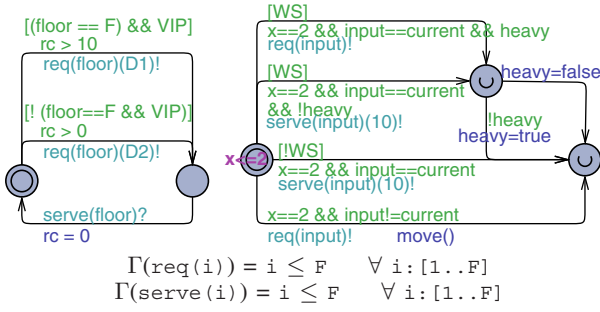 [(floor == F) && VIP)]
rc > 10
req(floor)(D1)!
[! (floor==F && VIP)]
rc > 0
req(floor)(D2)!
serve(floor)?
rc = 0
[WS]
x==2 && input==current && heavy
req(input)!
[WS]
x==2 && input==current
&& !heavy
serve(input)(10)!
heavy=false
!heavy
heavy=true
x<=2
[!WS]
x==2 && input==current
serve(input)(10)!
x==2 && input!=current
req(input)! move()
Γ(req(i)) = i ≤ F ∀ i:[1..F]
Γ(serve(i)) = i ≤ F ∀ i:[1..F]